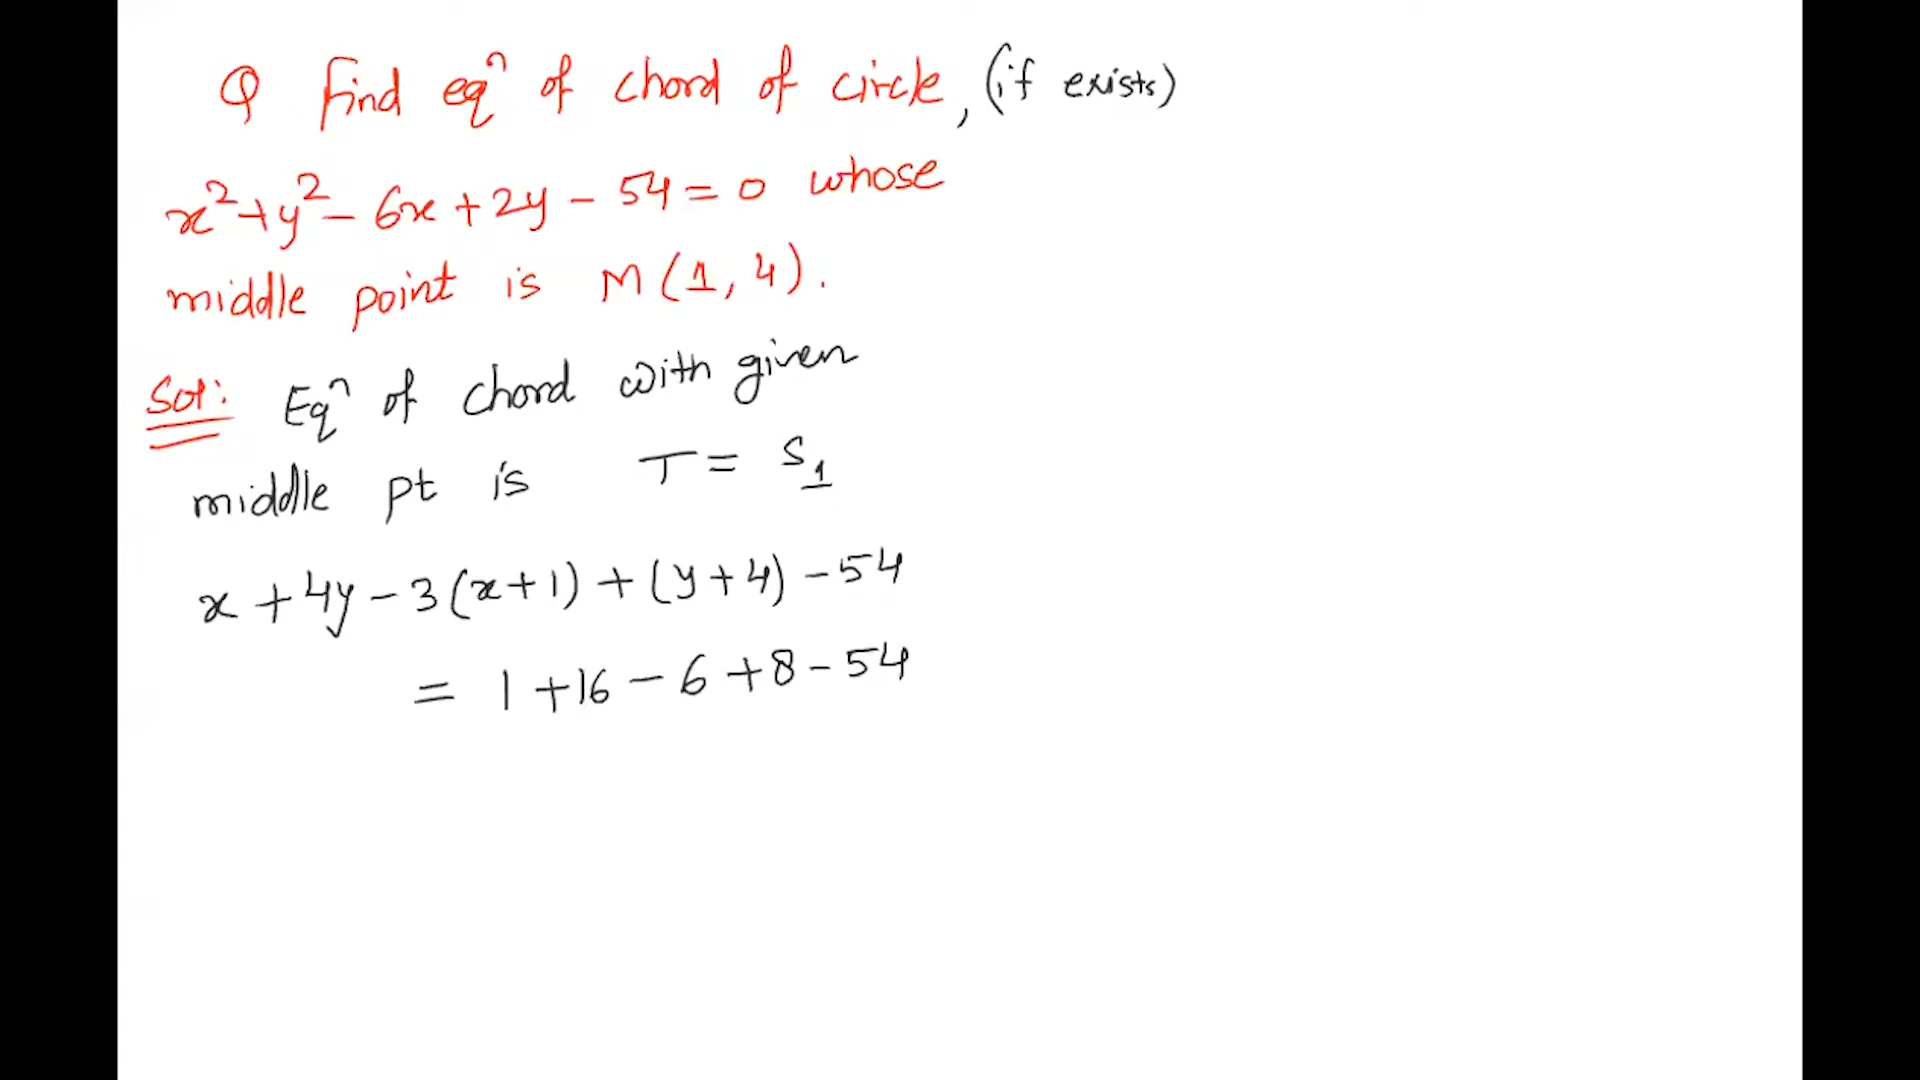 Q find eqⁿ of chord of circle, (if exists)
x²+y²-6x+2y-54=0 whose
middle point is M(1,4).
Sol: Eqⁿ of chord with given
middle pt is T= S₁
x+4y-3(x+1)+(y+4)-54
= 1+16-6+8-54